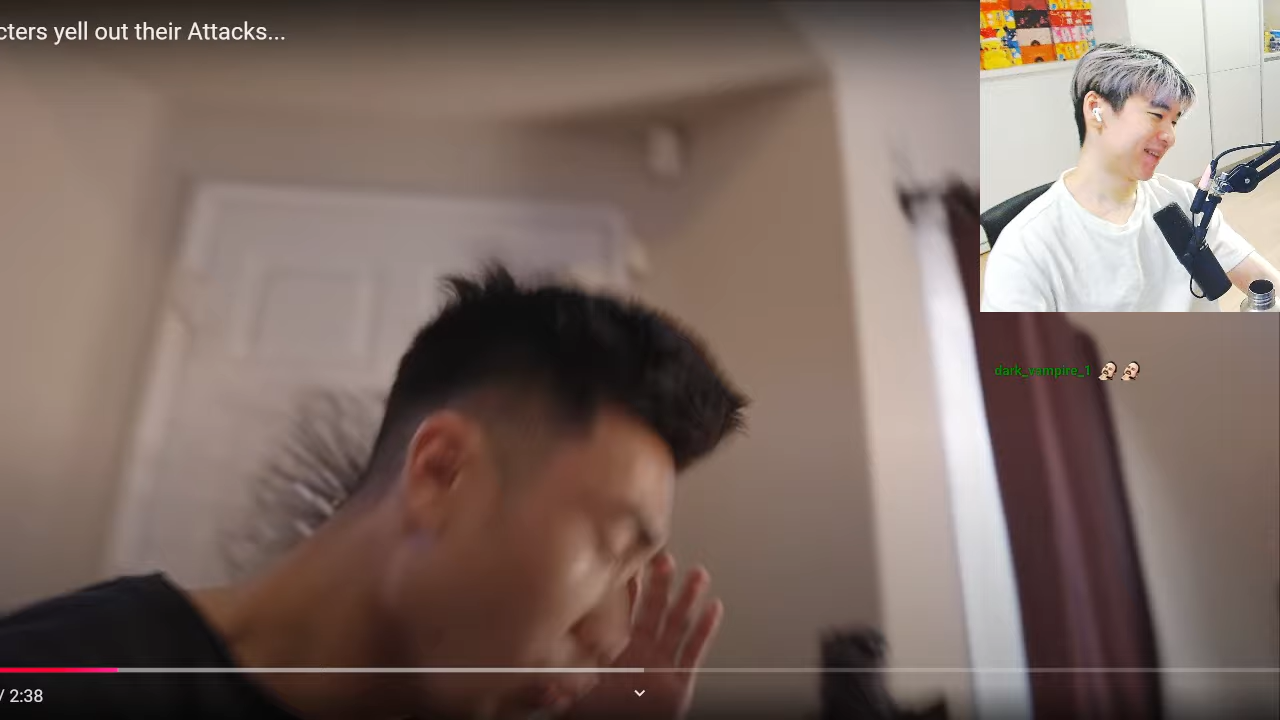 cters yell out their Attacks...
dark_vampire_1
/ 2:38